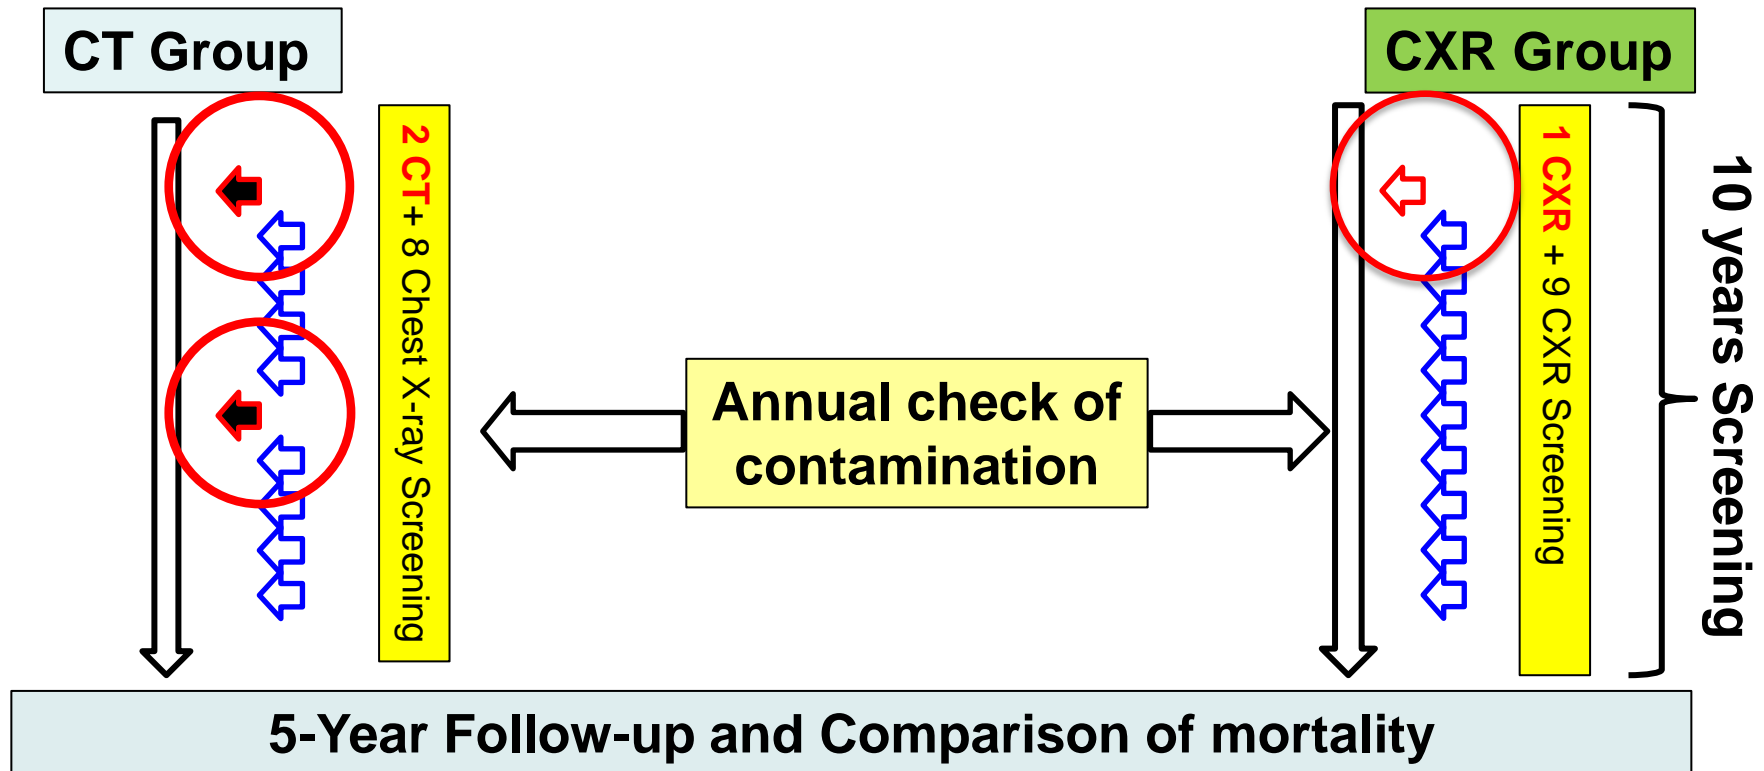 CT Group
CXR Group
2 CT+ 8 Chest X-ray Screening
1 CXR + 9 CXR Screening
10 years Screening
Annual check of
contamination
5-Year Follow-up and Comparison of mortality